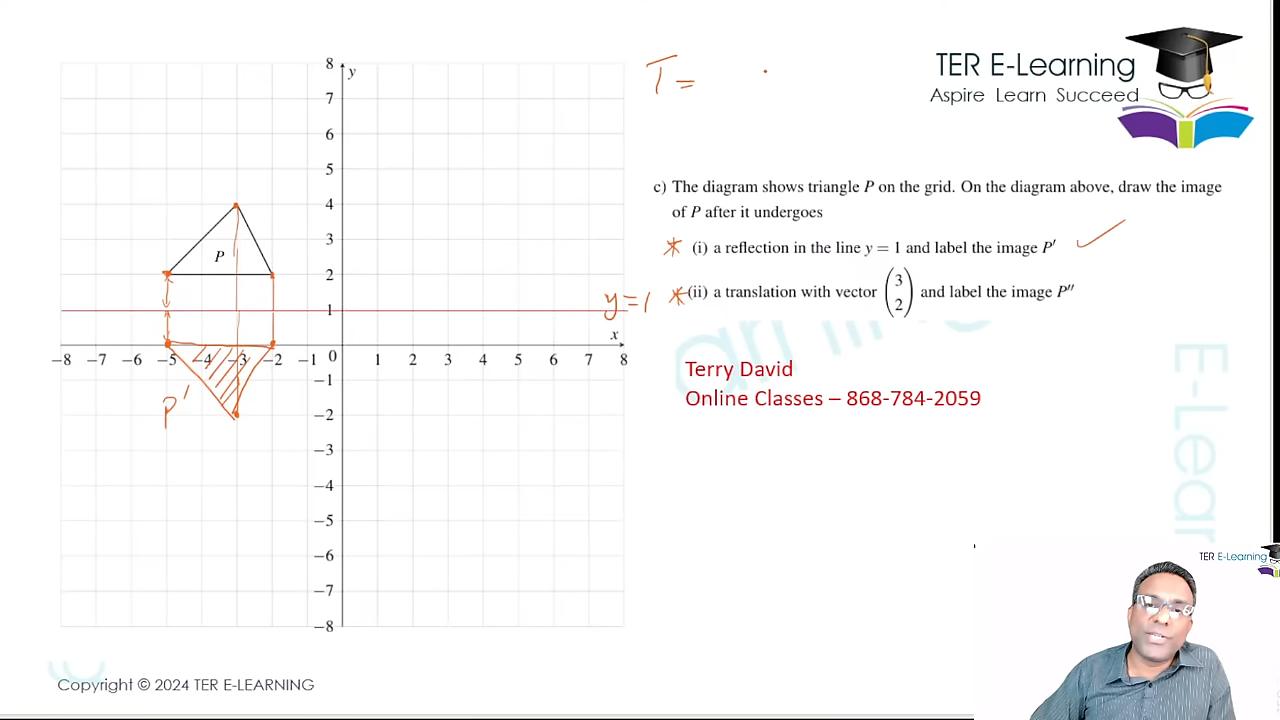 8
y
7
6
5
4
3
P
2
y=1
1
x
-8 -7 -6 -5 -4 -3 -2 -1 0 1 2 3 4 5 6 7 8
-1
P'
-2
-3
-4
-5
-6
-7
-8
T =
TER E-Learning
Aspire Learn Succeed
c) The diagram shows triangle P on the grid. On the diagram above, draw the image
of P after it undergoes
(i) a reflection in the line y = 1 and label the image P′
(ii) a translation with vector (3 2) and label the image P″
Terry David
Online Classes – 868-784-2059
E-Lear
TER E-Learning
Copyright © 2024 TER E-LEARNING